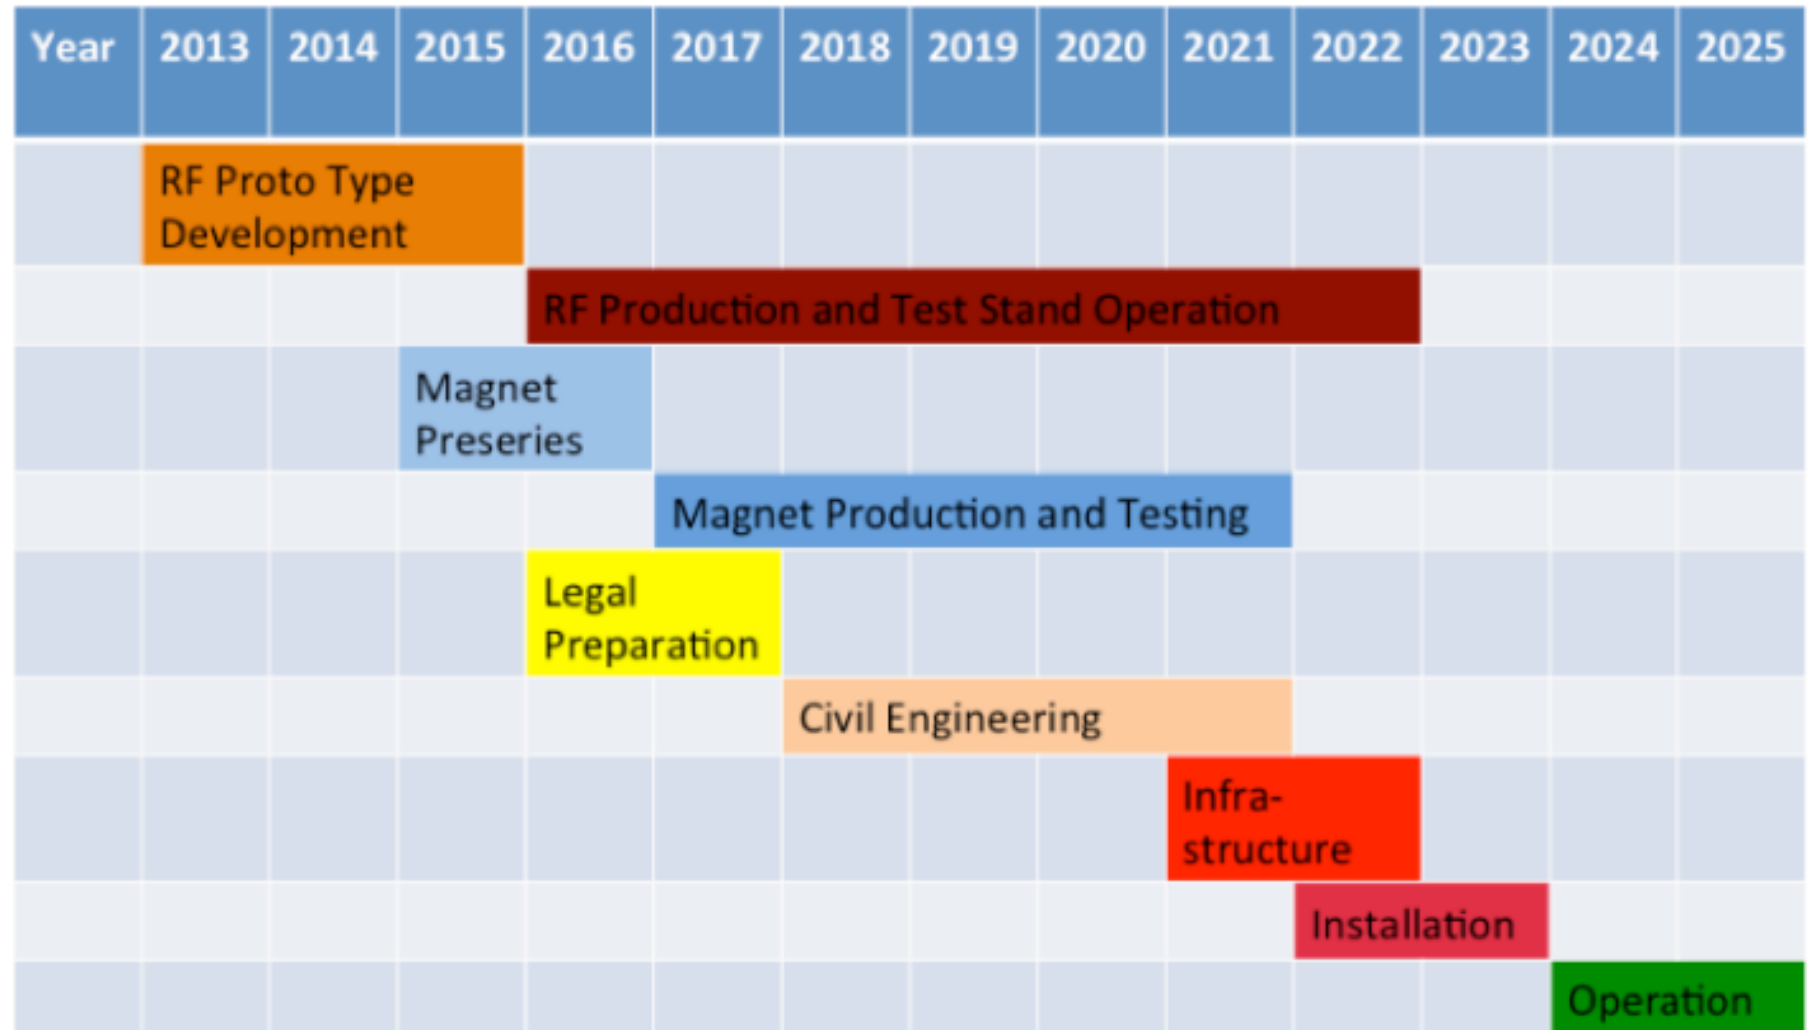 Year 2013 2014 2015 2016 2017 2018 2019 2020 2021 2022 2023 2024 2025
RF Proto Type
Development
RF Production and Test Stand Operation
Magnet
Preseries
Magnet Production and Testing
Legal
Preparation
Civil Engineering
Infra-
structure
Installation
Operation